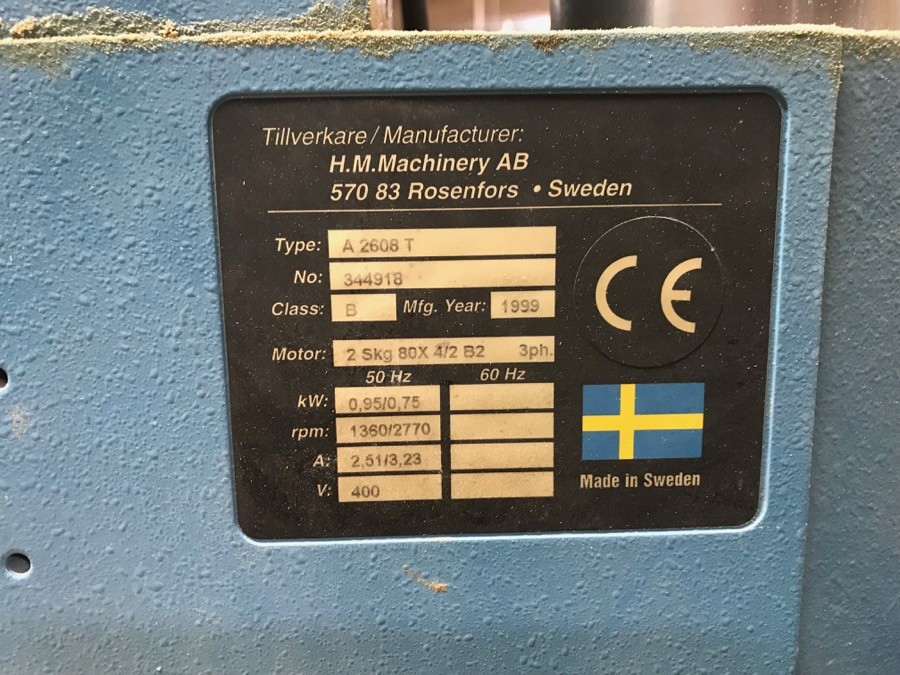 Tillverkare / Manufacturer:
H.M.Machinery AB
570 83 Rosenfors • Sweden
Type: A 2608 T
No: 344918
Class: B Mfg. Year: 1999
Motor: 2 Skg 80X 4/2 B2 3ph.
50 Hz 60 Hz
kW: 0,95/0,75
rpm: 1360/2770
A: 2,51/3,23
V: 400
CE
Made in Sweden